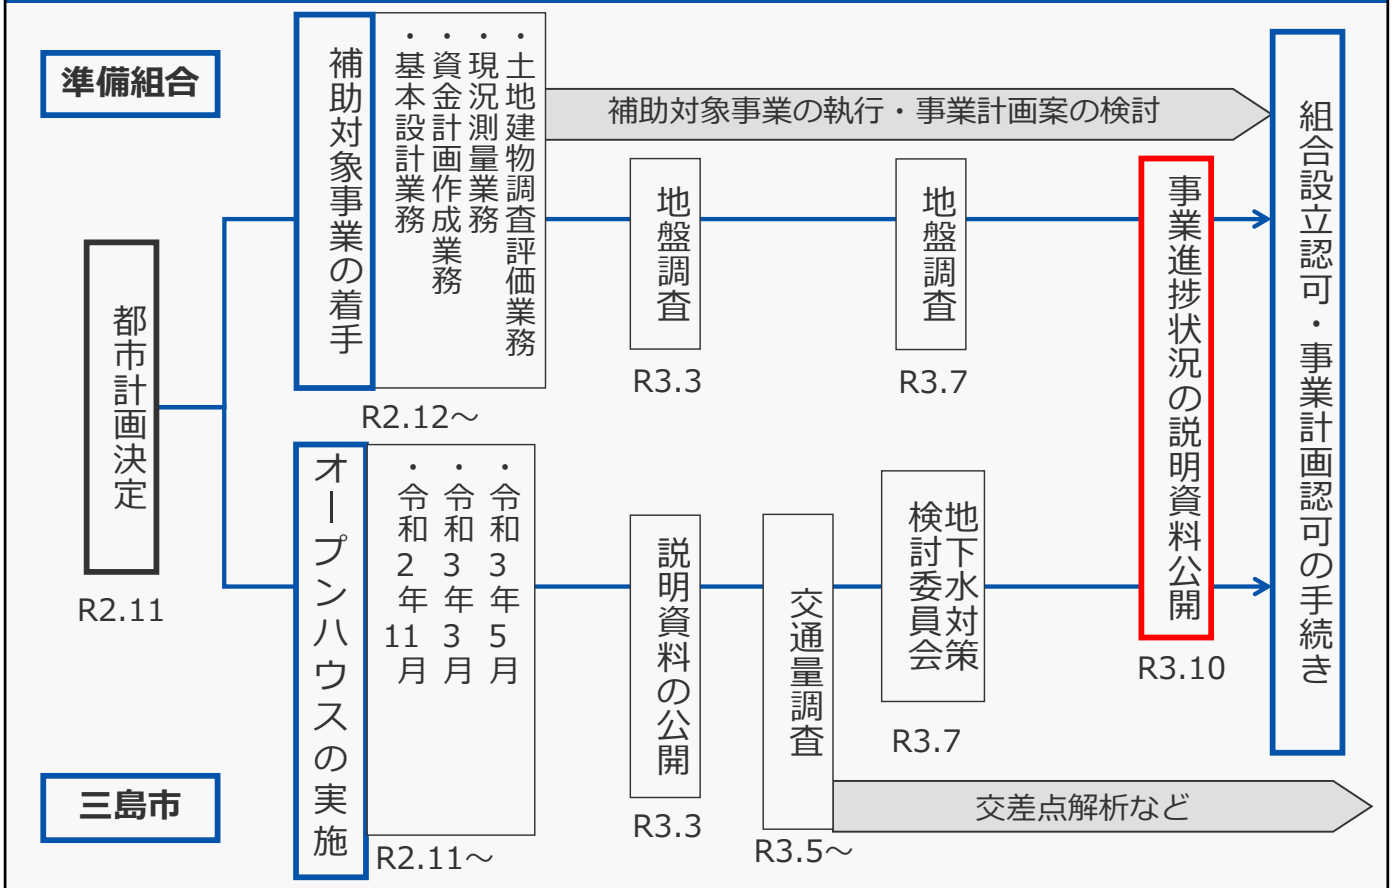 準備組合
都市計画決定
R2.11
補助対象事業の着手
・土地建物調査評価業務
・現況測量業務
・資金計画作成業務
・基本設計業務
R2.12～
補助対象事業の執行・事業計画案の検討
地盤調査
R3.3
地盤調査
R3.7
事業進捗状況の説明資料公開
R3.10
組合設立認可・事業計画認可の手続き
三島市
オープンハウスの実施
・令和2年11月
・令和3年3月
・令和3年5月
R2.11～
説明資料の公開
R3.3
交通量調査
R3.5～
地下水対策
検討委員会
R3.7
交差点解析など